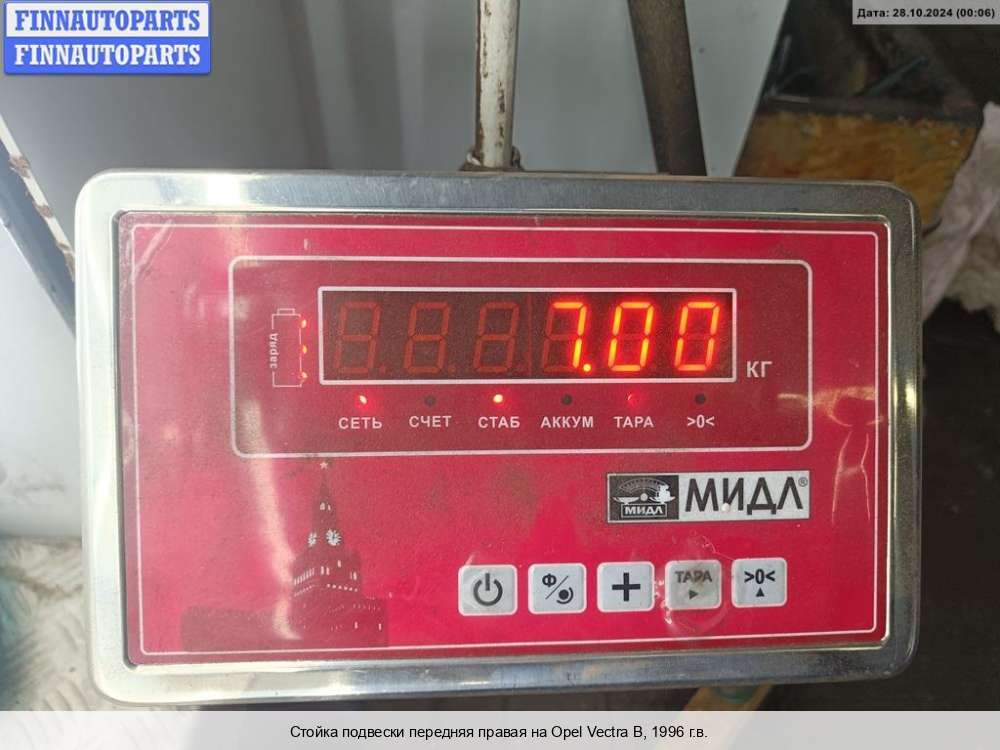 FINNAUTOPARTS
FINNAUTOPARTS
Дата: 28.10.2024 (00:06)
заряд
7.00
КГ
СЕТЬ СЧЕТ СТАБ АККУМ ТАРА >0<
МИДЛ
МИДЛ®
Ф/
+
ТАРА
>0<
Стойка подвески передняя правая на Opel Vectra B, 1996 г.в.